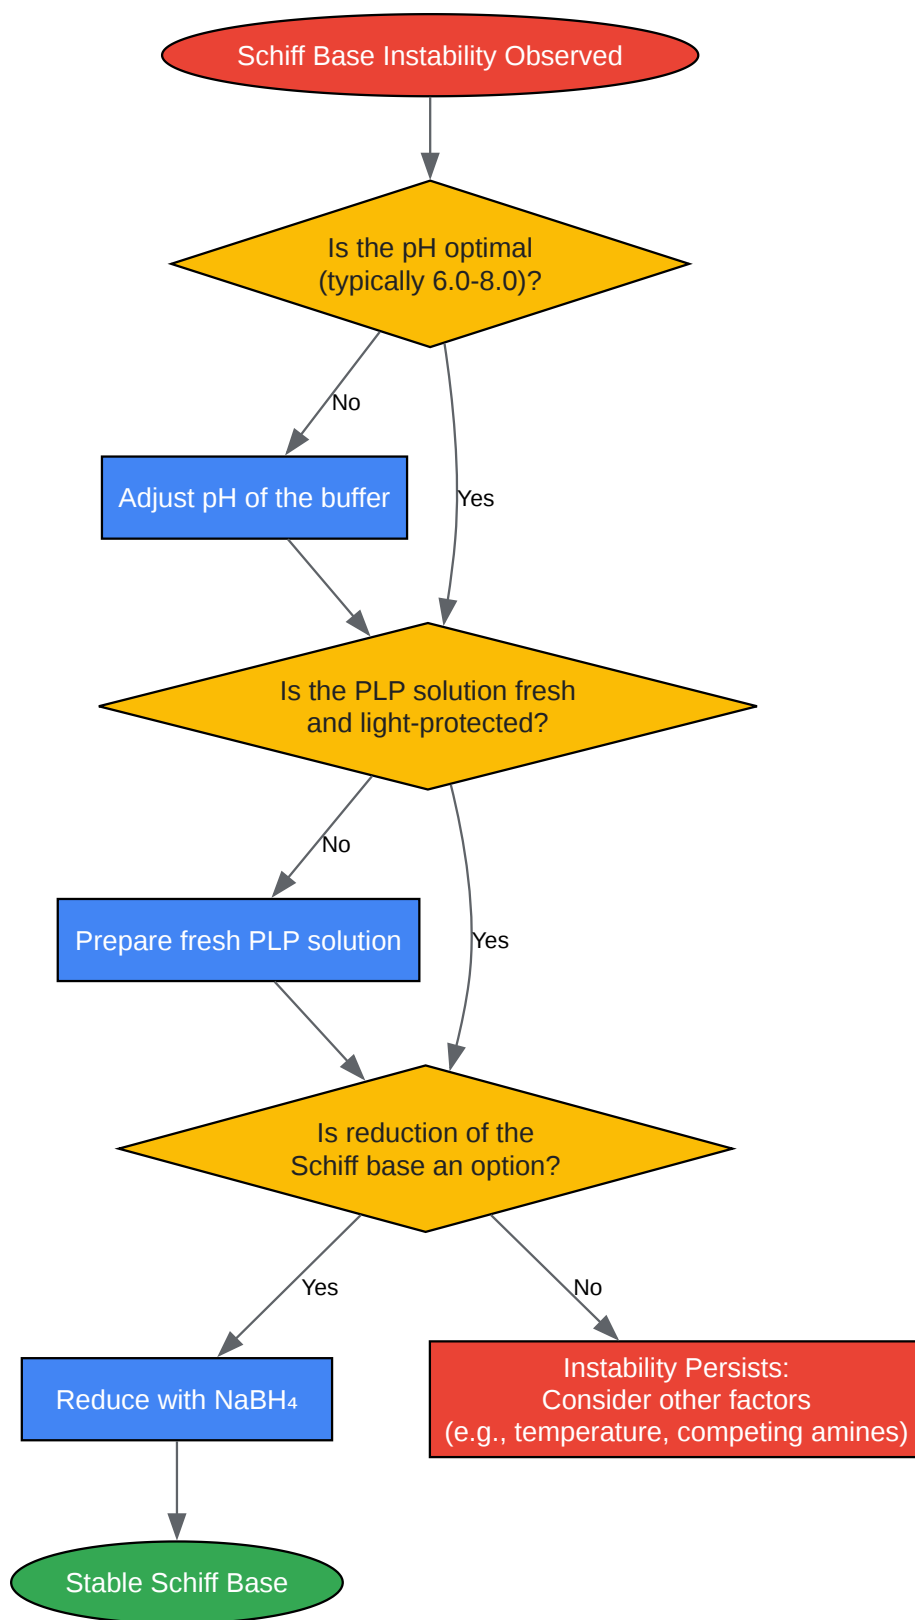 Schiff Base Instability Observed
Is the pH optimal
(typically 6.0-8.0)?
No
Adjust pH of the buffer
Yes
Is the PLP solution fresh
and light-protected?
No
Prepare fresh PLP solution
Yes
Is reduction of the
Schiff base an option?
Yes
No
Reduce with NaBH₄
Instability Persists:
Consider other factors
(e.g., temperature, competing amines)
Stable Schiff Base